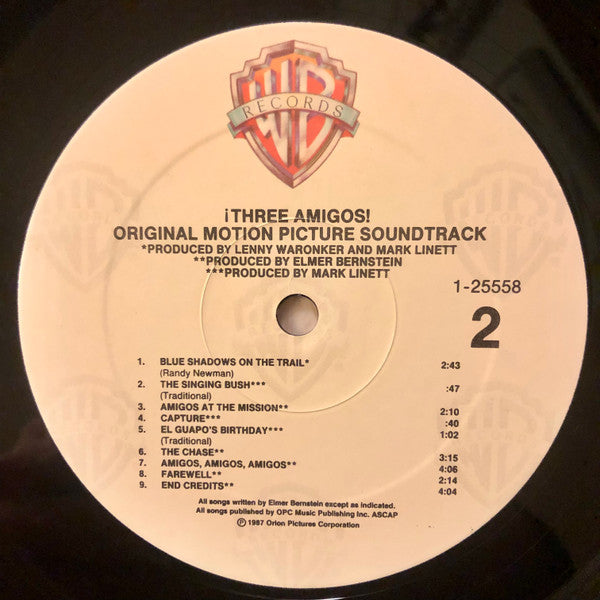 WB
RECORDS
¡THREE AMIGOS!
ORIGINAL MOTION PICTURE SOUNDTRACK
*PRODUCED BY LENNY WARONKER AND MARK LINETT
**PRODUCED BY ELMER BERNSTEIN
***PRODUCED BY MARK LINETT
1-25558
2
1. BLUE SHADOWS ON THE TRAIL* 2:43
(Randy Newman)
2. THE SINGING BUSH*** :47
(Traditional)
3. AMIGOS AT THE MISSION** 2:10
4. CAPTURE*** :40
5. EL GUAPO'S BIRTHDAY*** 1:02
(Traditional)
6. THE CHASE** 3:15
7. AMIGOS, AMIGOS, AMIGOS** 4:06
8. FAREWELL** 2:14
9. END CREDITS** 4:04
All songs written by Elmer Bernstein except as indicated.
All songs published by OPC Music Publishing Inc. ASCAP
℗ 1987 Orion Pictures Corporation